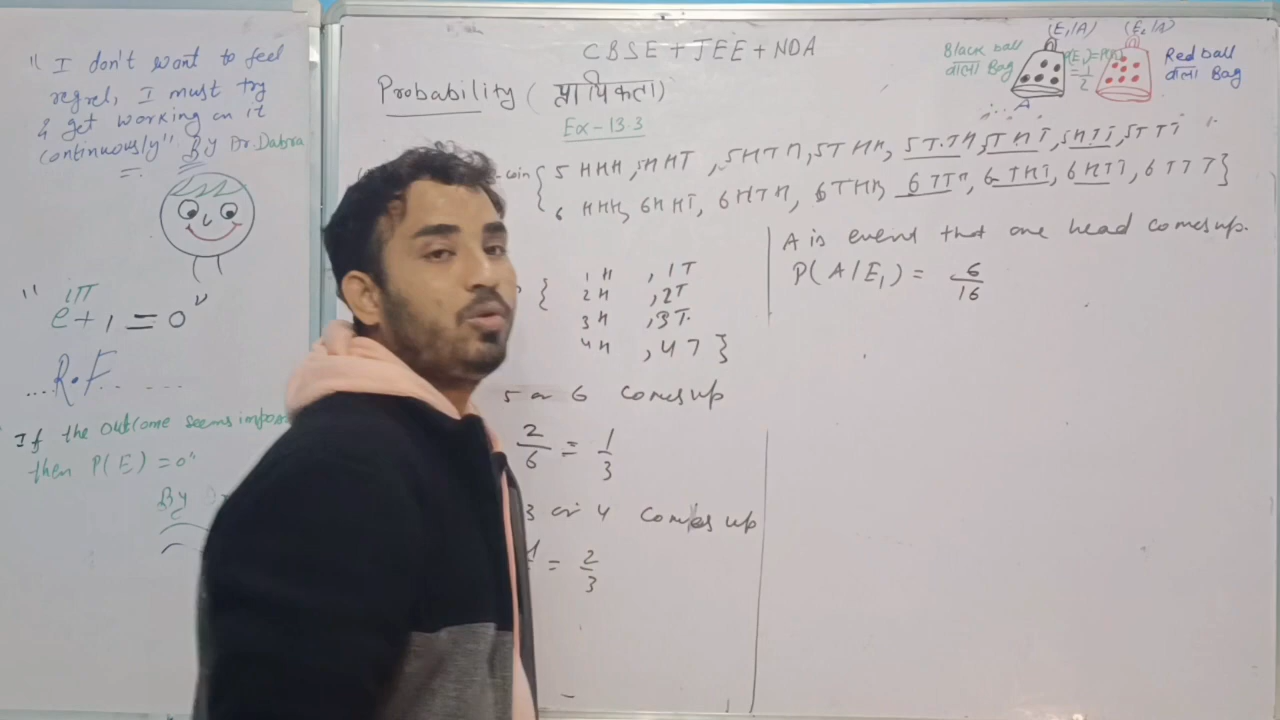 " I don't want to feel
regret, I must try
& get working on it
continuously" By Dr. Dabra
" e^iπ + 1 = 0 "
.... R.F... - - -
If the outcome seems
then P(E) = 0"
By
CBSE + JEE + NDA
Probability ( प्रायिकता)
Ex-13.3
(E₁/A)
(E₂/A)
Black ball
वाला Bag
= 1/2
A
Red ball
वाला Bag
coin { 5 HHH, 5HHT, 5HTH, 5THH, 5TTH, 5THT, 5HTT, 5TTT
6 HHH, 6HHT, 6HTH, 6THH, 6TTH, 6THT, 6HTT, 6TTT}
{ 1H , 1T
2H , 2T
3H , 3T
4H , 4T }
5 or 6 comes up
2/6 = 1/3
3 or 4 comes up
= 2/3
A is event that one head comes up.
P(A/E₁) = 6/16